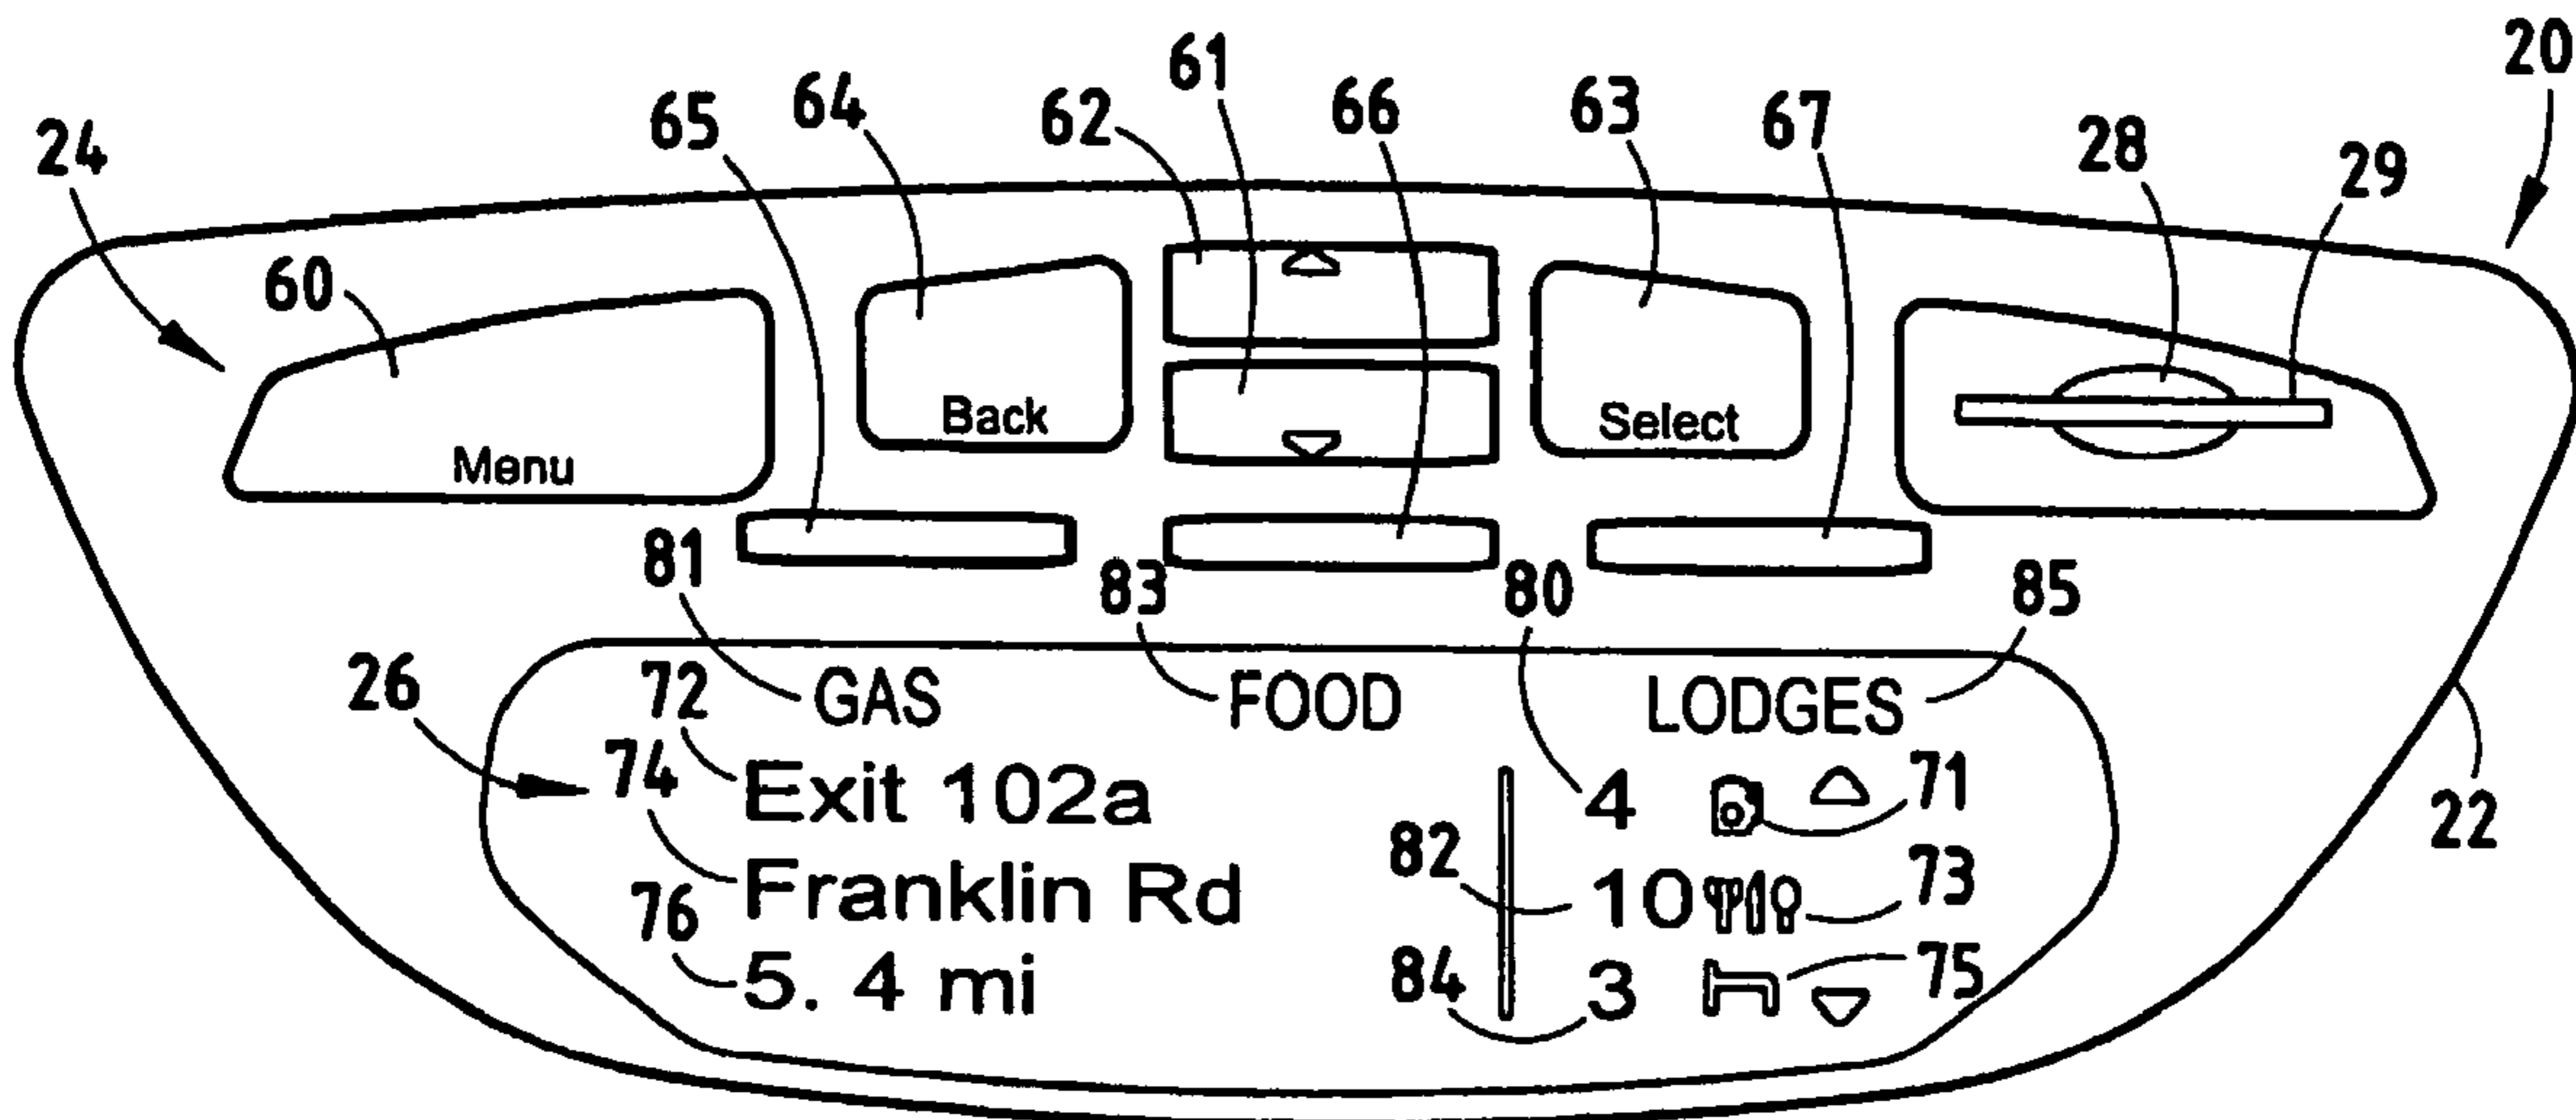 20
61
64 62 66 63 67
65 28
24 29
60
Back Select
Menu
81 83 80 85
26 72 GAS FOOD LODGES
74 Exit 102a 4 71 22
82
Franklin Rd 10 73
76
5. 4 mi 84 3 75